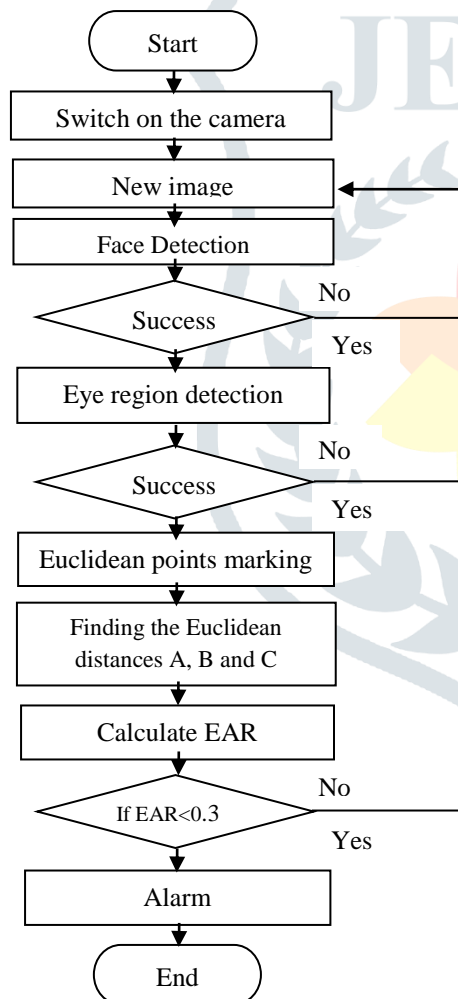 JE
Start
Switch on the camera
New image
Face Detection
No
Success
Yes
Eye region detection
No
Success
Yes
Euclidean points marking
Finding the Euclidean
distances A, B and C
Calculate EAR
No
If EAR<0.3
Yes
Alarm
End